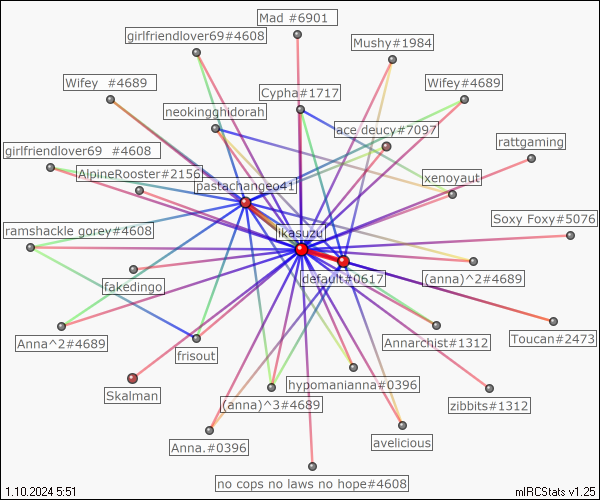 Mad #6901
girlfriendlover69#4608
Mushy#1984
Wifey  #4689
Wifey#4689
Cypha#1717
neokingghidorah
ace deucy#7097
rattgaming
girlfriendlover69  #4608
AlpineRooster#2156
xenoyaut
pastachangeo41
Soxy Foxy#5076
ramshackle gorey#4608
ikasuzu
fakedingo
default#0617
(anna)^2#4689
Anna^2#4689
frisout
Annarchist#1312
Toucan#2473
Skalman
hypomanianna#0396
(anna)^3#4689
zibbits#1312
Anna.#0396
avelicious
no cops no laws no hope#4608
1.10.2024 5:51
mIRCStats v1.25